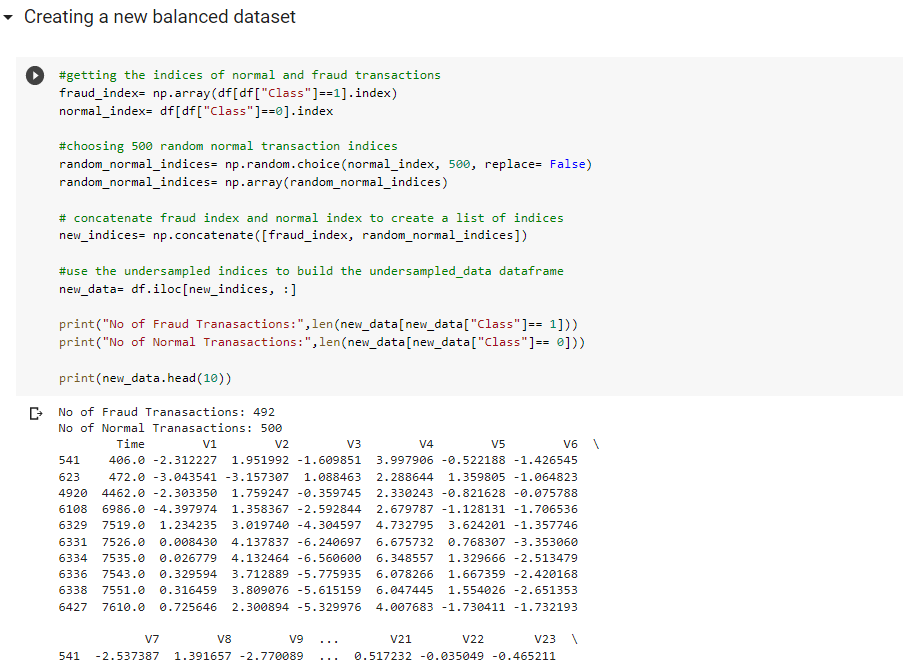 Creating a new balanced dataset
#getting the indices of normal and fraud transactions
fraud_index= np.array(df[df["Class"]==1].index)
normal_index= df[df["Class"]==0].index
#choosing 500 random normal transaction indices
random_normal_indices= np.random.choice(normal_index, 500, replace= False)
random_normal_indices= np.array(random_normal_indices)
# concatenate fraud index and normal index to create a list of indices
new_indices= np.concatenate([fraud_index, random_normal_indices])
#use the undersampled indices to build the undersampled_data dataframe
new_data= df.iloc[new_indices, :]
print("No of Fraud Tranasactions:",len(new_data[new_data["Class"]== 1]))
print("No of Normal Tranasactions:",len(new_data[new_data["Class"]== 0]))
print(new_data.head(10))
No of Fraud Tranasactions: 492
No of Normal Tranasactions: 500
Time V1 V2 V3 V4 V5 V6 \
541 406.0 -2.312227 1.951992 -1.609851 3.997906 -0.522188 -1.426545
623 472.0 -3.043541 -3.157307 1.088463 2.288644 1.359805 -1.064823
4920 4462.0 -2.303350 1.759247 -0.359745 2.330243 -0.821628 -0.075788
6108 6986.0 -4.397974 1.358367 -2.592844 2.679787 -1.128131 -1.706536
6329 7519.0 1.234235 3.019740 -4.304597 4.732795 3.624201 -1.357746
6331 7526.0 0.008430 4.137837 -6.240697 6.675732 0.768307 -3.353060
6334 7535.0 0.026779 4.132464 -6.560600 6.348557 1.329666 -2.513479
6336 7543.0 0.329594 3.712889 -5.775935 6.078266 1.667359 -2.420168
6338 7551.0 0.316459 3.809076 -5.615159 6.047445 1.554026 -2.651353
6427 7610.0 0.725646 2.300894 -5.329976 4.007683 -1.730411 -1.732193
V7 V8 V9 ... V21 V22 V23 \
541 -2.537387 1.391657 -2.770089 ... 0.517232 -0.035049 -0.465211